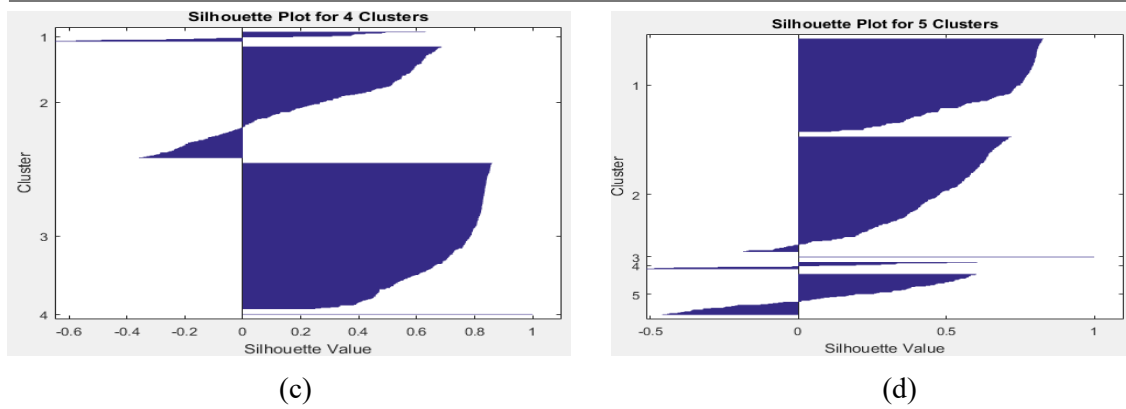 Silhouette Plot for 4 Clusters
1
2
3
4
Cluster
-0.6 -0.4 -0.2 0 0.2 0.4 0.6 0.8 1
Silhouette Value
(c)
Silhouette Plot for 5 Clusters
1
2
3
4
5
Cluster
-0.5 0 0.5 1
Silhouette Value
(d)